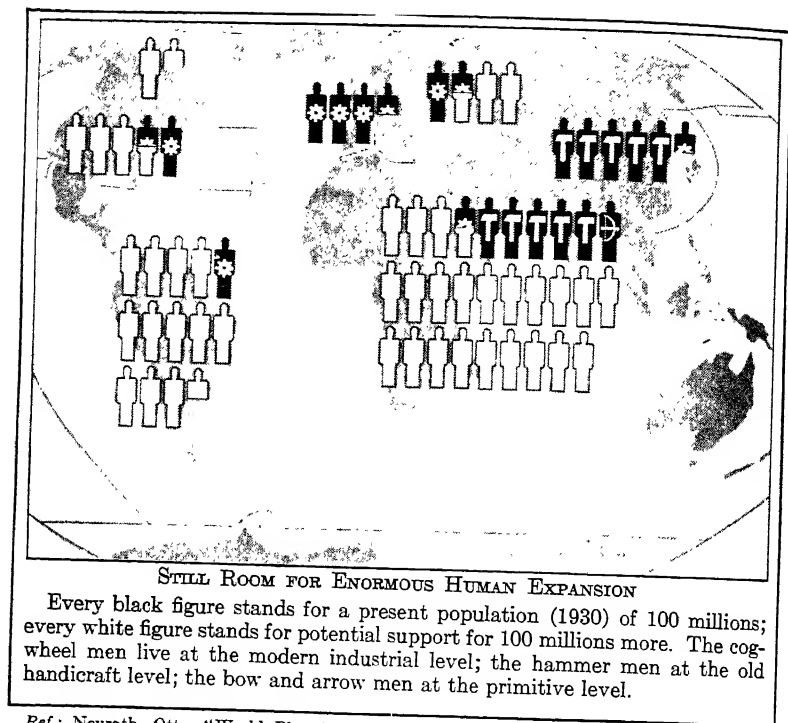 STILL ROOM FOR ENORMOUS HUMAN EXPANSION
Every black figure stands for a present population (1930) of 100 millions;
every white figure stands for potential support for 100 millions more. The cog-
wheel men live at the modern industrial level; the hammer men at the old
handicraft level; the bow and arrow men at the primitive level.
Ref.: Neurath, Otto,